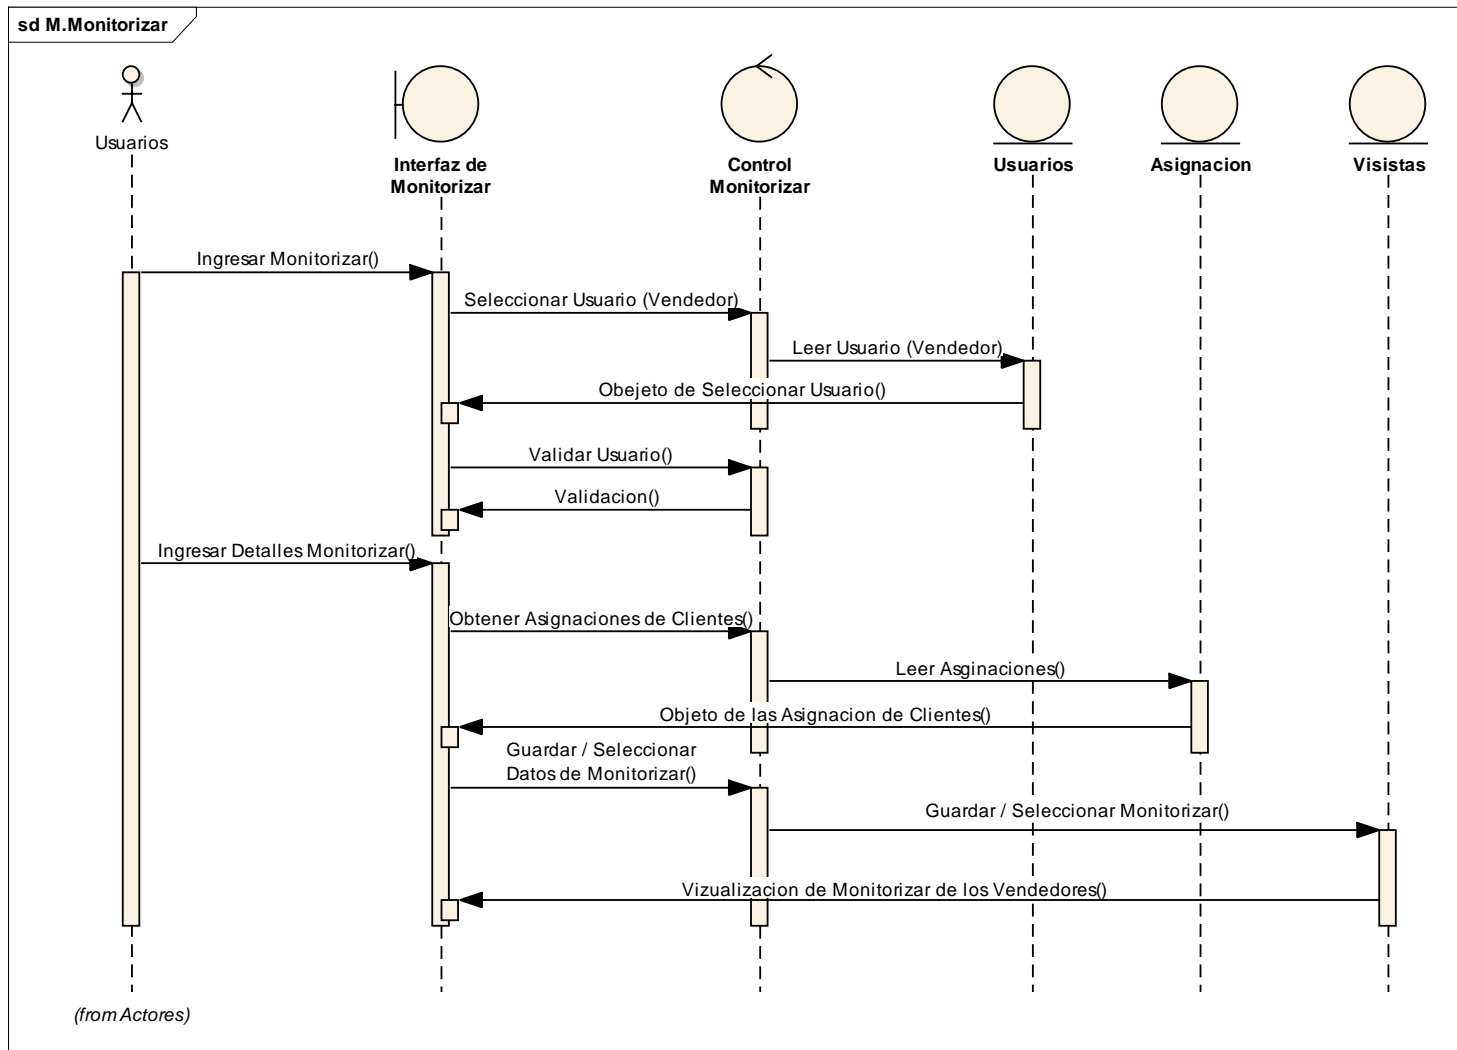 sd M.Monitorizar
Usuarios
Interfaz de
Monitorizar
Control
Monitorizar
Usuarios
Asignacion
Visistas
Ingresar Monitorizar()
Seleccionar Usuario (Vendedor)
Leer Usuario (Vendedor)
Obejeto de Seleccionar Usuario()
Validar Usuario()
Validacion()
Ingresar Detalles Monitorizar()
Obtener Asignaciones de Clientes()
Leer Asginaciones()
Objeto de las Asignacion de Clientes()
Guardar / Seleccionar
Datos de Monitorizar()
Guardar / Seleccionar Monitorizar()
Vizualizacion de Monitorizar de los Vendedores()
(from Actores)